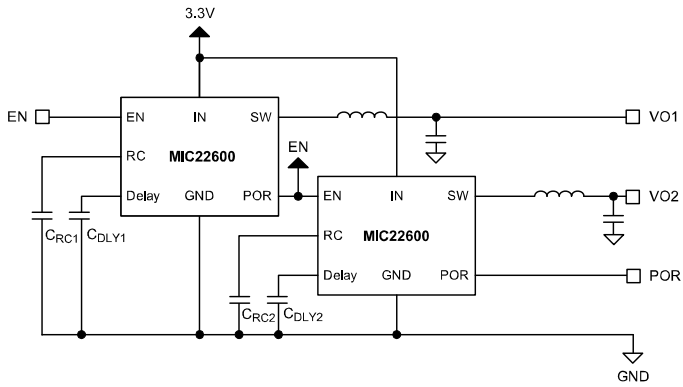 3.3V
EN
EN IN SW
VO1
RC MIC22600
EN
Delay GND POR
EN IN SW
VO2
CRC1 CDLY1
RC MIC22600
Delay GND POR
POR
CRC2 CDLY2
GND